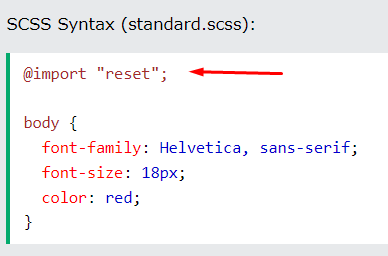 SCSS Syntax (standard.scss):
@import "reset";
body {
font-family: Helvetica, sans-serif;
font-size: 18px;
color: red;
}